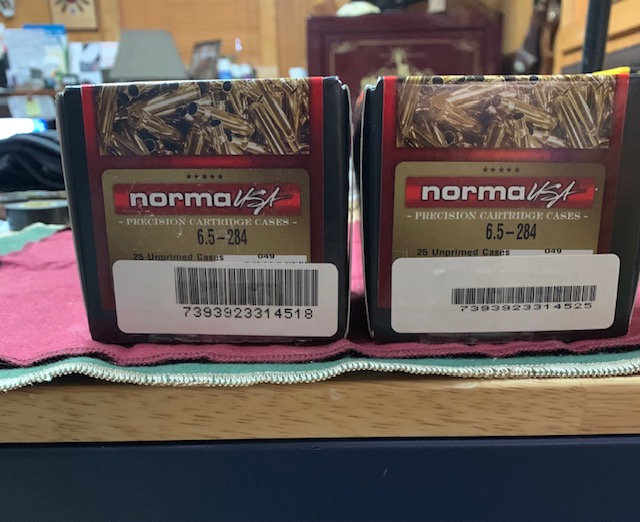 norma USA
- PRECISION CARTRIDGE CASES -
6.5-284
25 Unprimed Cases 049
7393923314518
norma USA
- PRECISION CARTRIDGE CASES -
6.5-284
25 Unprimed Cases 049
7393923314525